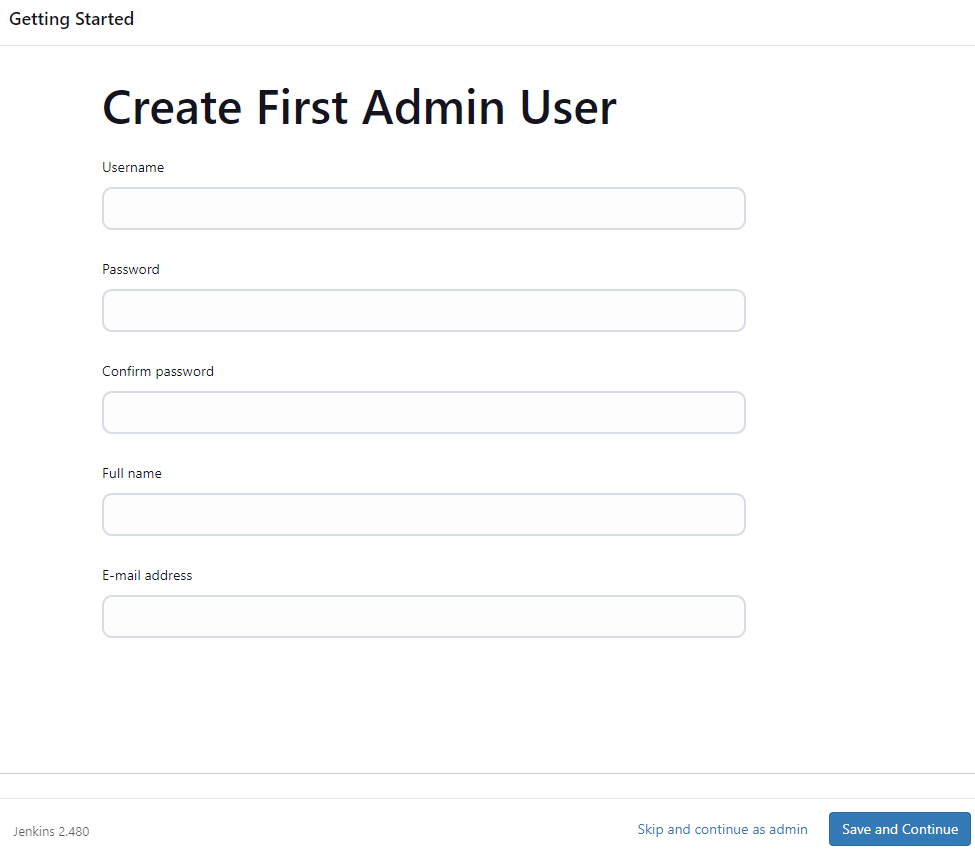 Getting Started
Create First Admin User
Username
Password
Confirm password
Full name
E-mail address
Jenkins 2.480
Skip and continue as admin
Save and Continue